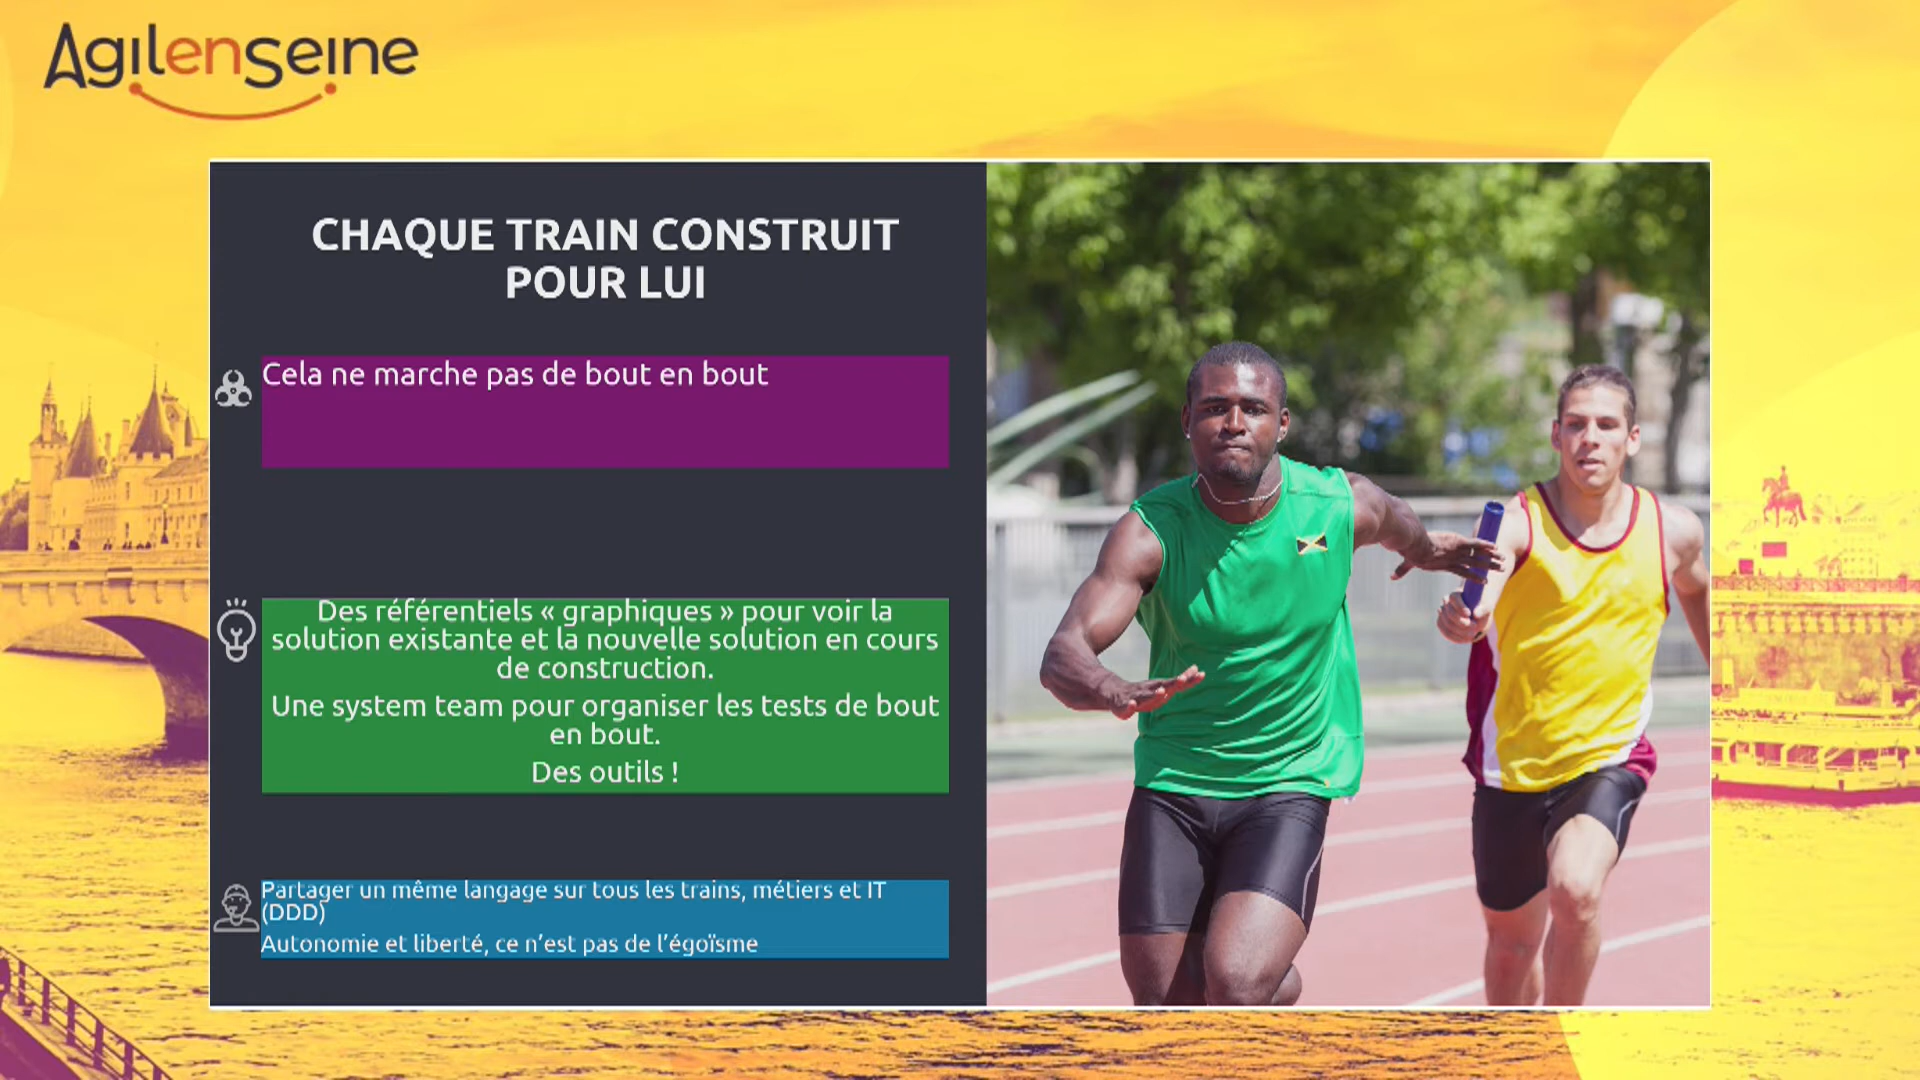 Agilenseine
CHAQUE TRAIN CONSTRUIT
POUR LUI
Cela ne marche pas de bout en bout
Des référentiels « graphiques » pour voir la
solution existante et la nouvelle solution en cours
de construction.
Une system team pour organiser les tests de bout
en bout.
Des outils !
Partager un même langage sur tous les trains, métiers et IT
(DDD)
Autonomie et liberté, ce n’est pas de l’égoïsme